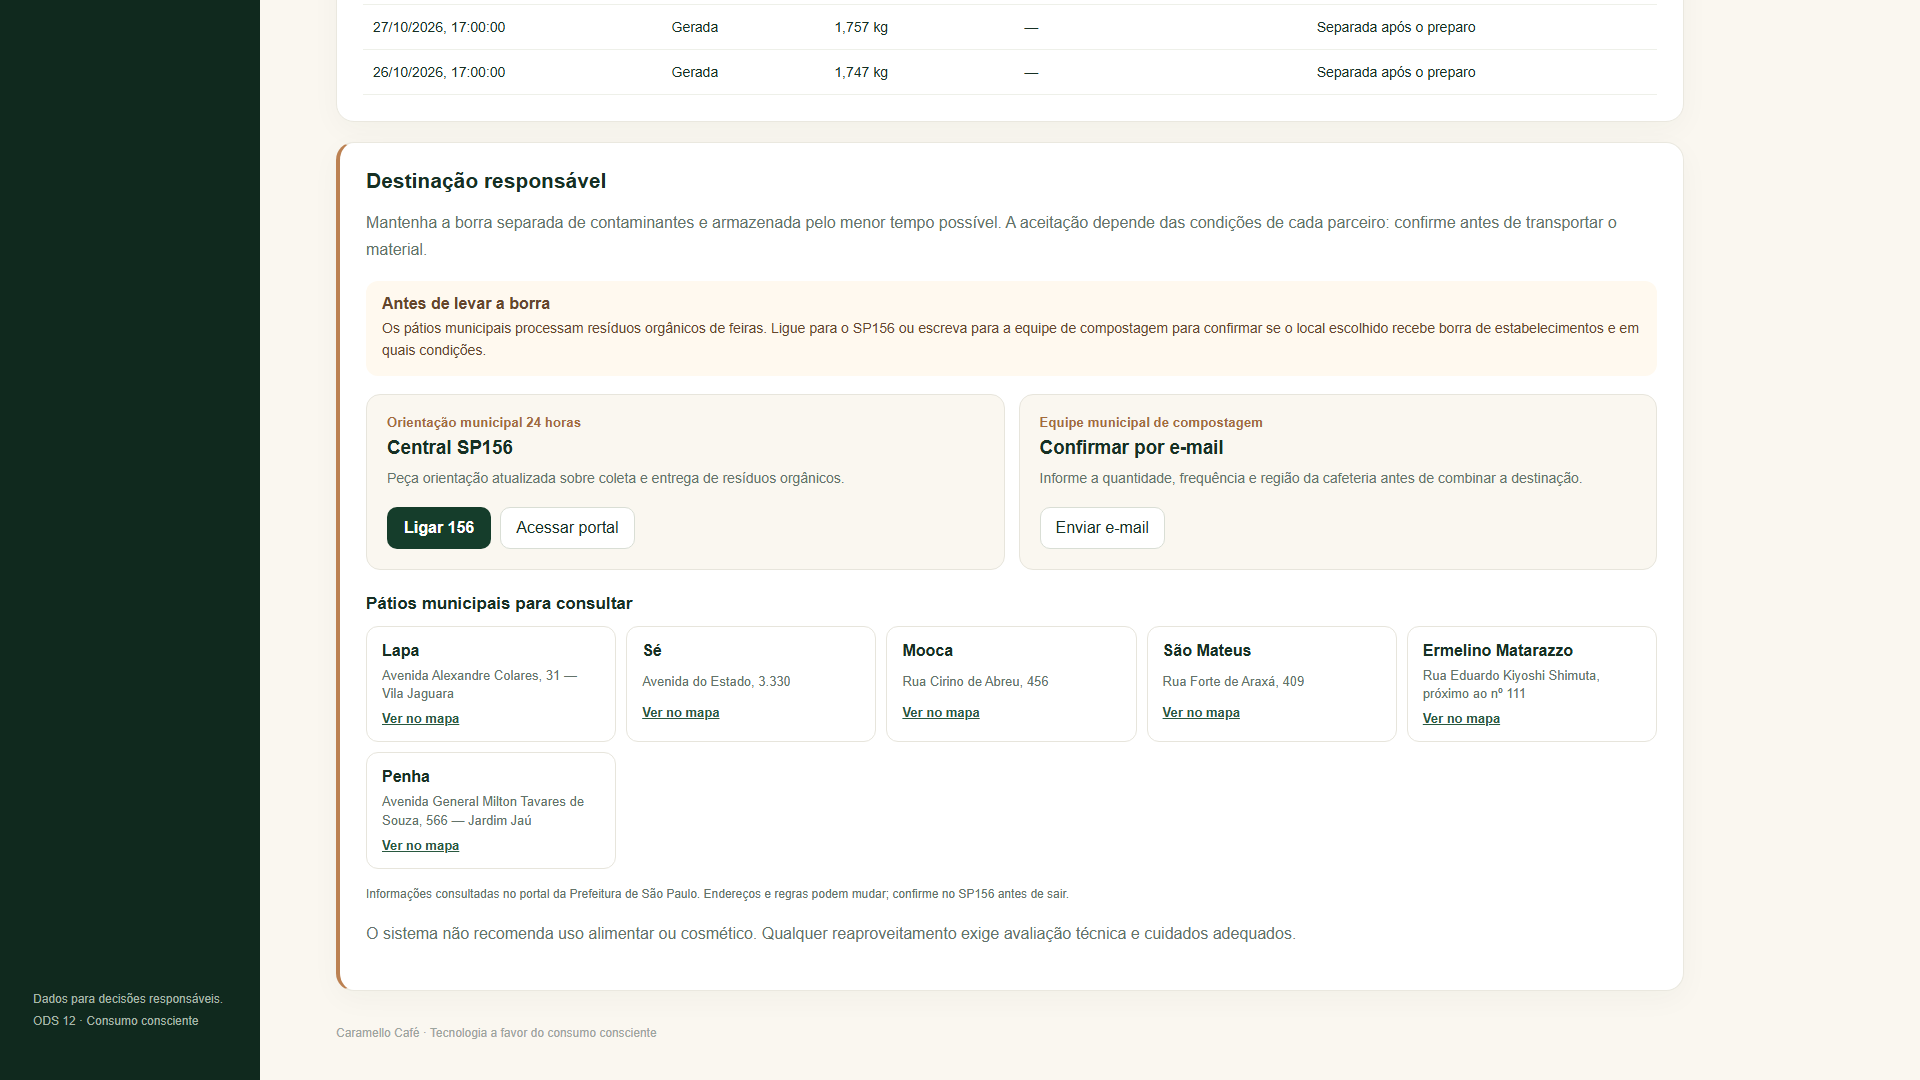 27/10/2026, 17:00:00 Gerada 1,757 kg — Separada após o preparo
26/10/2026, 17:00:00 Gerada 1,747 kg — Separada após o preparo
Destinação responsável
Mantenha a borra separada de contaminantes e armazenada pelo menor tempo possível. A aceitação depende das condições de cada parceiro: confirme antes de transportar o
material.
Antes de levar a borra
Os pátios municipais processam resíduos orgânicos de feiras. Ligue para o SP156 ou escreva para a equipe de compostagem para confirmar se o local escolhido recebe borra de estabelecimentos e em
quais condições.
Orientação municipal 24 horas
Central SP156
Peça orientação atualizada sobre coleta e entrega de resíduos orgânicos.
Ligar 156
Acessar portal
Equipe municipal de compostagem
Confirmar por e-mail
Informe a quantidade, frequência e região da cafeteria antes de combinar a destinação.
Enviar e-mail
Pátios municipais para consultar
Lapa
Avenida Alexandre Colares, 31 —
Vila Jaguara
Ver no mapa
Sé
Avenida do Estado, 3.330
Ver no mapa
Mooca
Rua Cirino de Abreu, 456
Ver no mapa
São Mateus
Rua Forte de Araxá, 409
Ver no mapa
Ermelino Matarazzo
Rua Eduardo Kiyoshi Shimuta,
próximo ao nº 111
Ver no mapa
Penha
Avenida General Milton Tavares de
Souza, 566 — Jardim Jaú
Ver no mapa
Informações consultadas no portal da Prefeitura de São Paulo. Endereços e regras podem mudar; confirme no SP156 antes de sair.
O sistema não recomenda uso alimentar ou cosmético. Qualquer reaproveitamento exige avaliação técnica e cuidados adequados.
Dados para decisões responsáveis.
ODS 12 · Consumo consciente
Caramello Café · Tecnologia a favor do consumo consciente